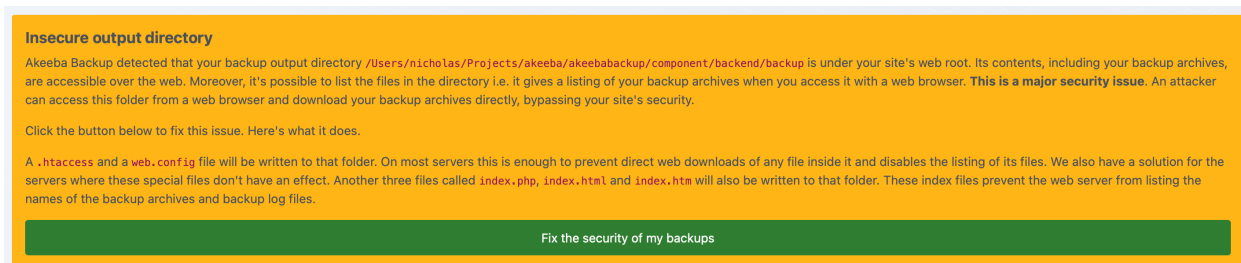 Insecure output directory
Akeeba Backup detected that your backup output directory /Users/nicholas/Projects/akeeba/akeebabackup/component/backend/backup is under your site's web root. Its contents, including your backup archives,
are accessible over the web. Moreover, it's possible to list the files in the directory i.e. it gives a listing of your backup archives when you access it with a web browser. This is a major security issue. An attacker
can access this folder from a web browser and download your backup archives directly, bypassing your site's security.
Click the button below to fix this issue. Here's what it does.
A .htaccess and a web.config file will be written to that folder. On most servers this is enough to prevent direct web downloads of any file inside it and disables the listing of its files. We also have a solution for the
servers where these special files don't have an effect. Another three files called index.php, index.html and index.htm will also be written to that folder. These index files prevent the web server from listing the
names of the backup archives and backup log files.
Fix the security of my backups